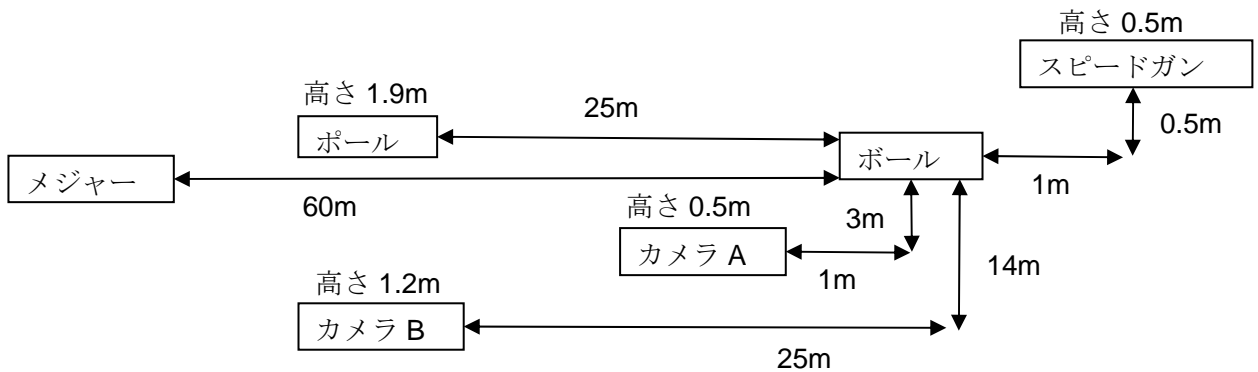 高さ 0.5m
スピードガン
0.5m
高さ 1.9m
25m
ポール
ボール
1m
メジャー
60m
高さ 0.5m
3m
カメラ A
1m
14m
高さ 1.2m
カメラ B
25m